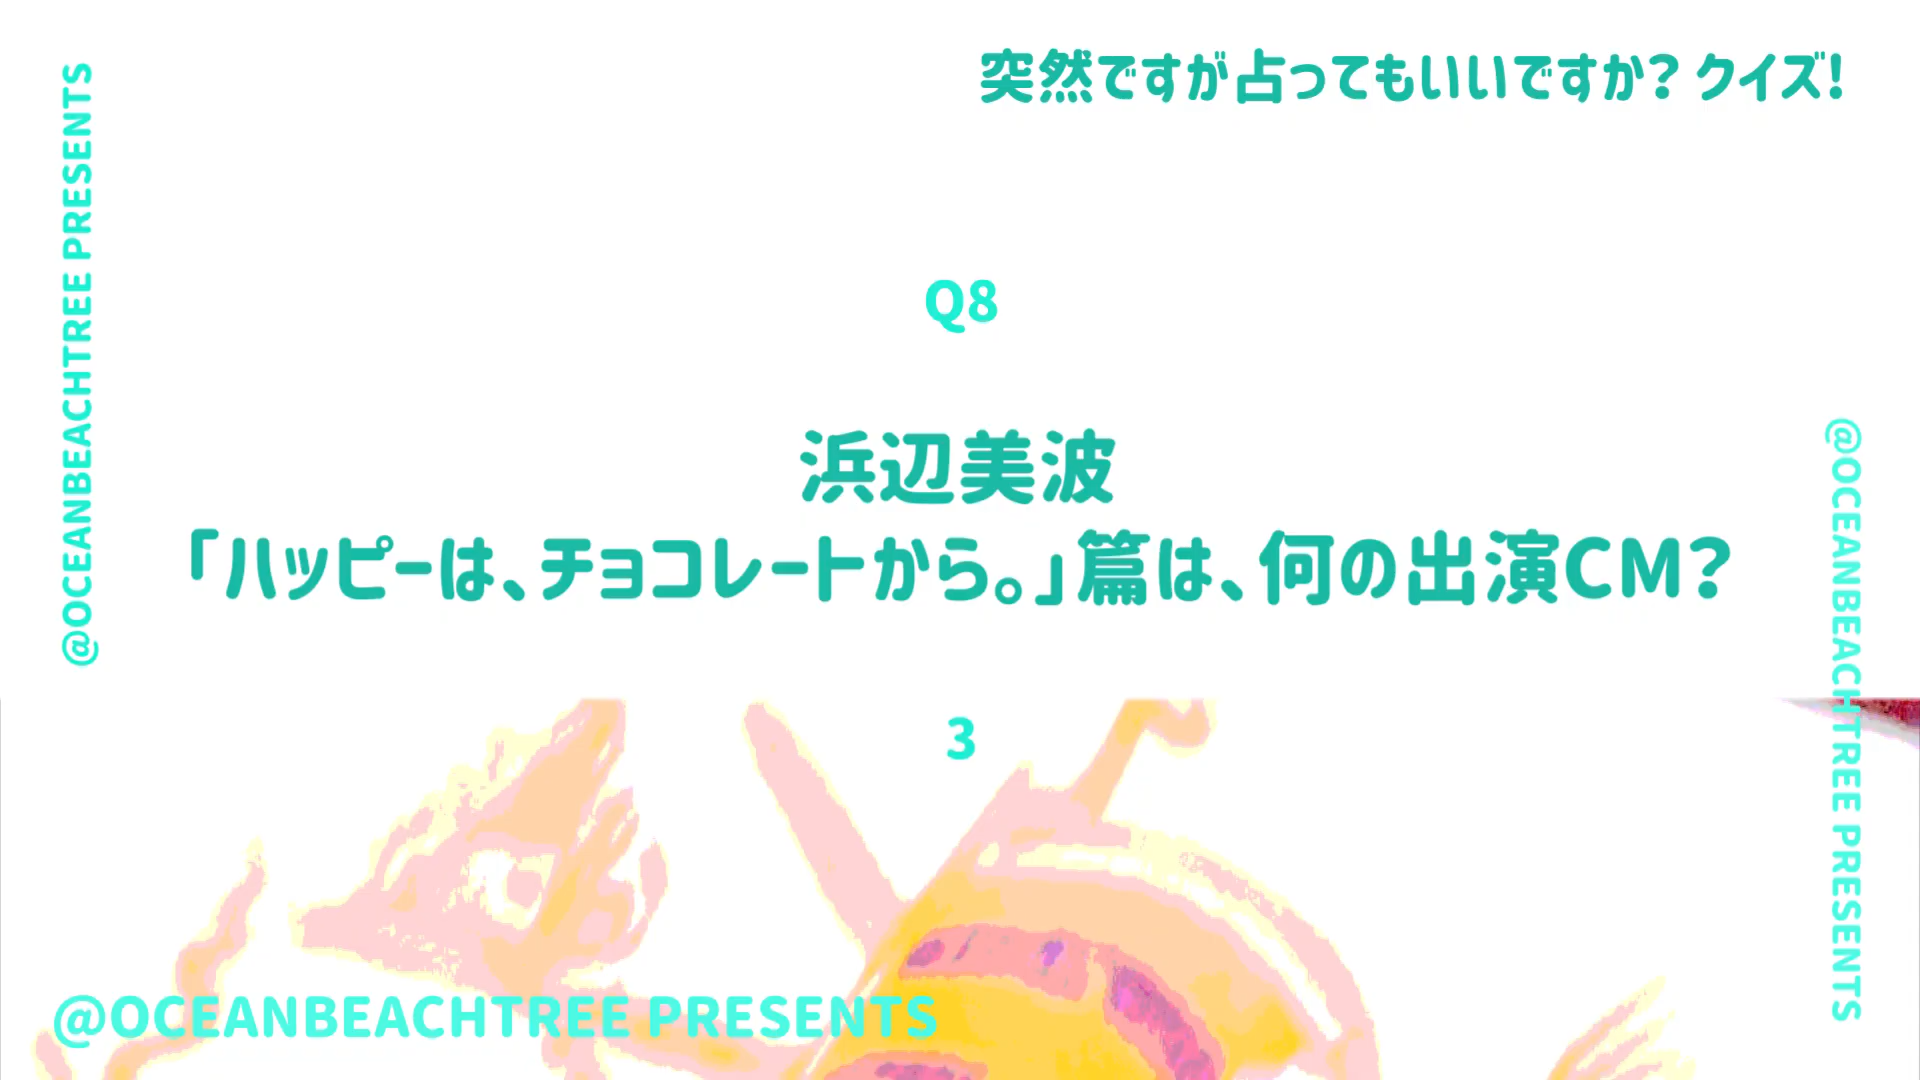 突然ですが占ってもいいですか? クイズ!
@OCEANBEACHTREE PRESENTS
Q8
浜辺美波
「ハッピーは、チョコレートから。」篇は、何の出演CM?
@OCEANBEACHTREE PRESENTS
3
@OCEANBEACHTREE PRESENTS